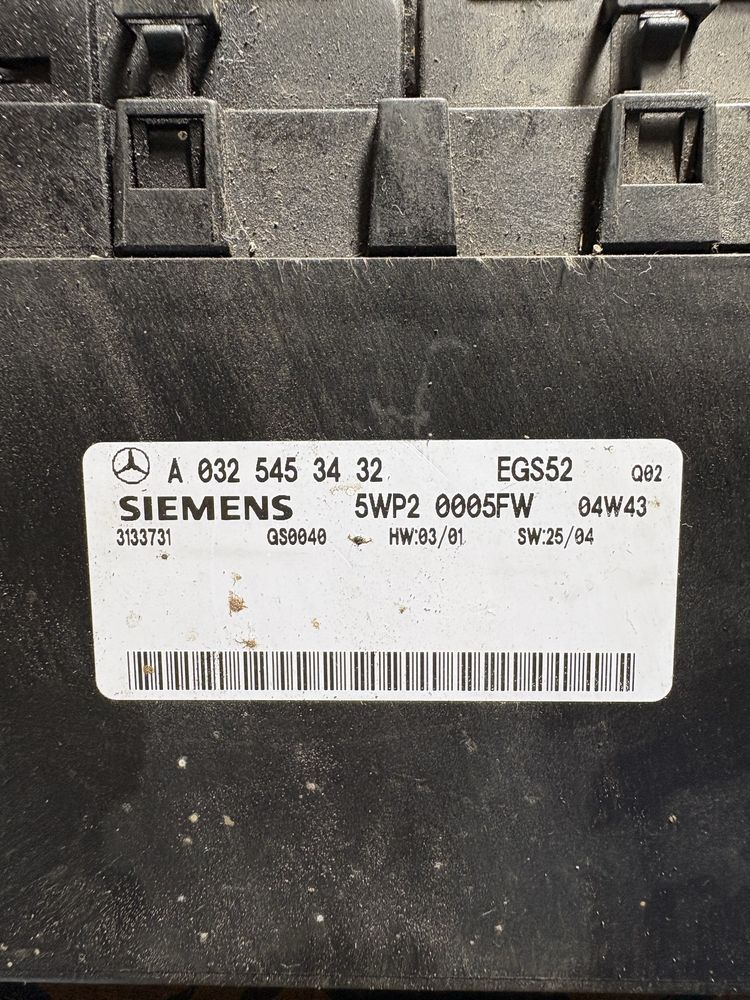 A 032 545 34 32 EGS52 Q02
SIEMENS 5WP2 0005FW 04W43
3133731 QS0040 HW:03/01 SW:25/04